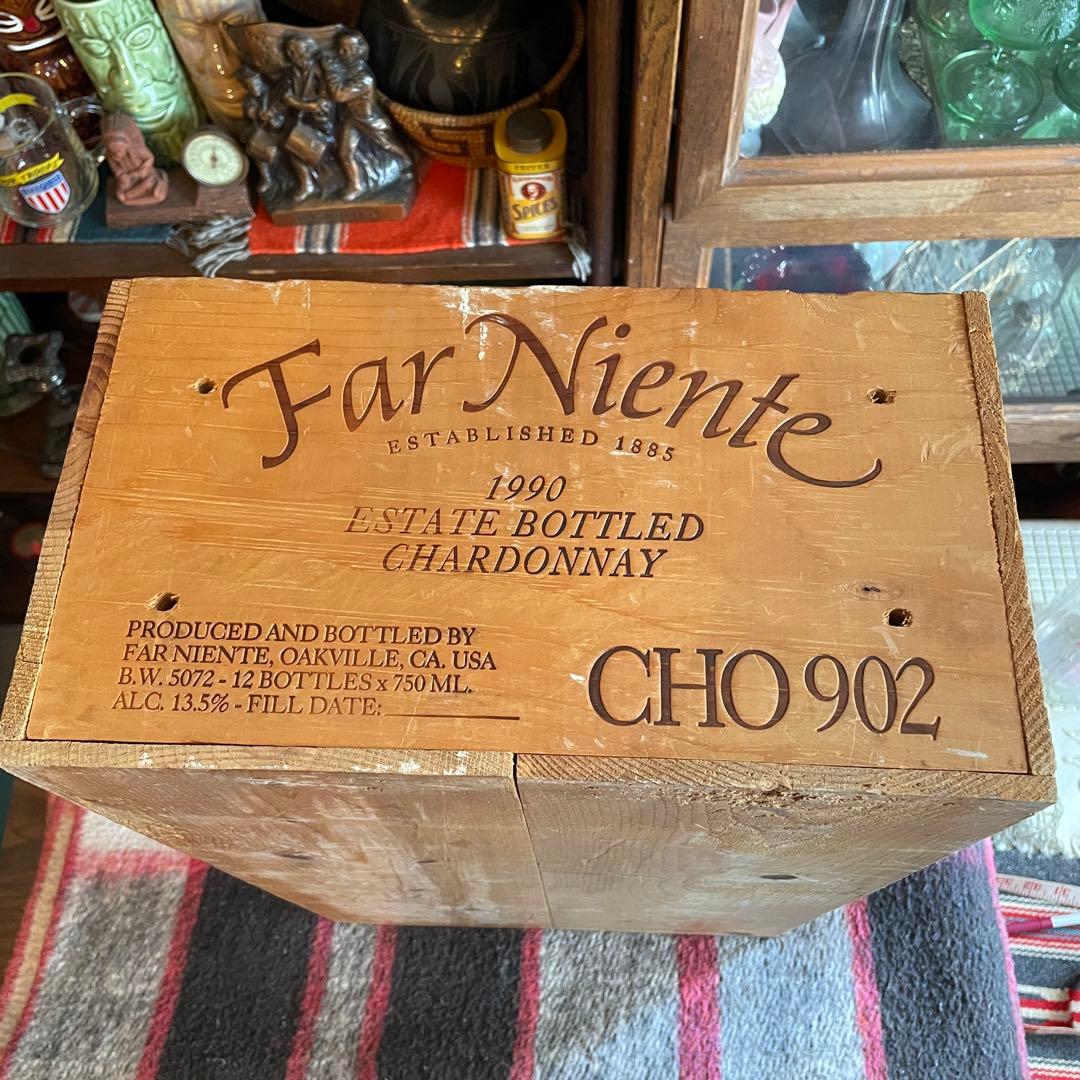 SPICES
Far Niente
ESTABLISHED 1885
1990
ESTATE BOTTLED
CHARDONNAY
PRODUCED AND BOTTLED BY
FAR NIENTE, OAKVILLE, CA. USA
B.W. 5072 - 12 BOTTLES x 750 ML.
ALC. 13.5% - FILL DATE:
CHO 902